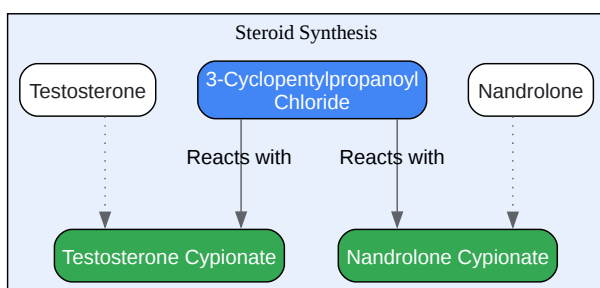 Steroid Synthesis
Testosterone
3-Cyclopentylpropanoyl
Chloride
Nandrolone
Reacts with
Reacts with
Testosterone Cypionate
Nandrolone Cypionate